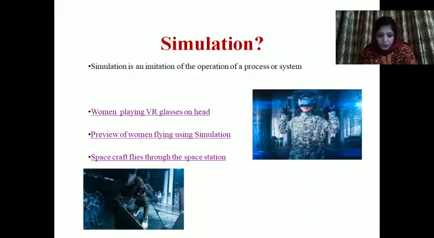 Simulation?
•Simulation is an imitation of the operation of a process or system
•Women playing VR glasses on head
•Preview of women flying using Simulation
•Space craft flies through the space station